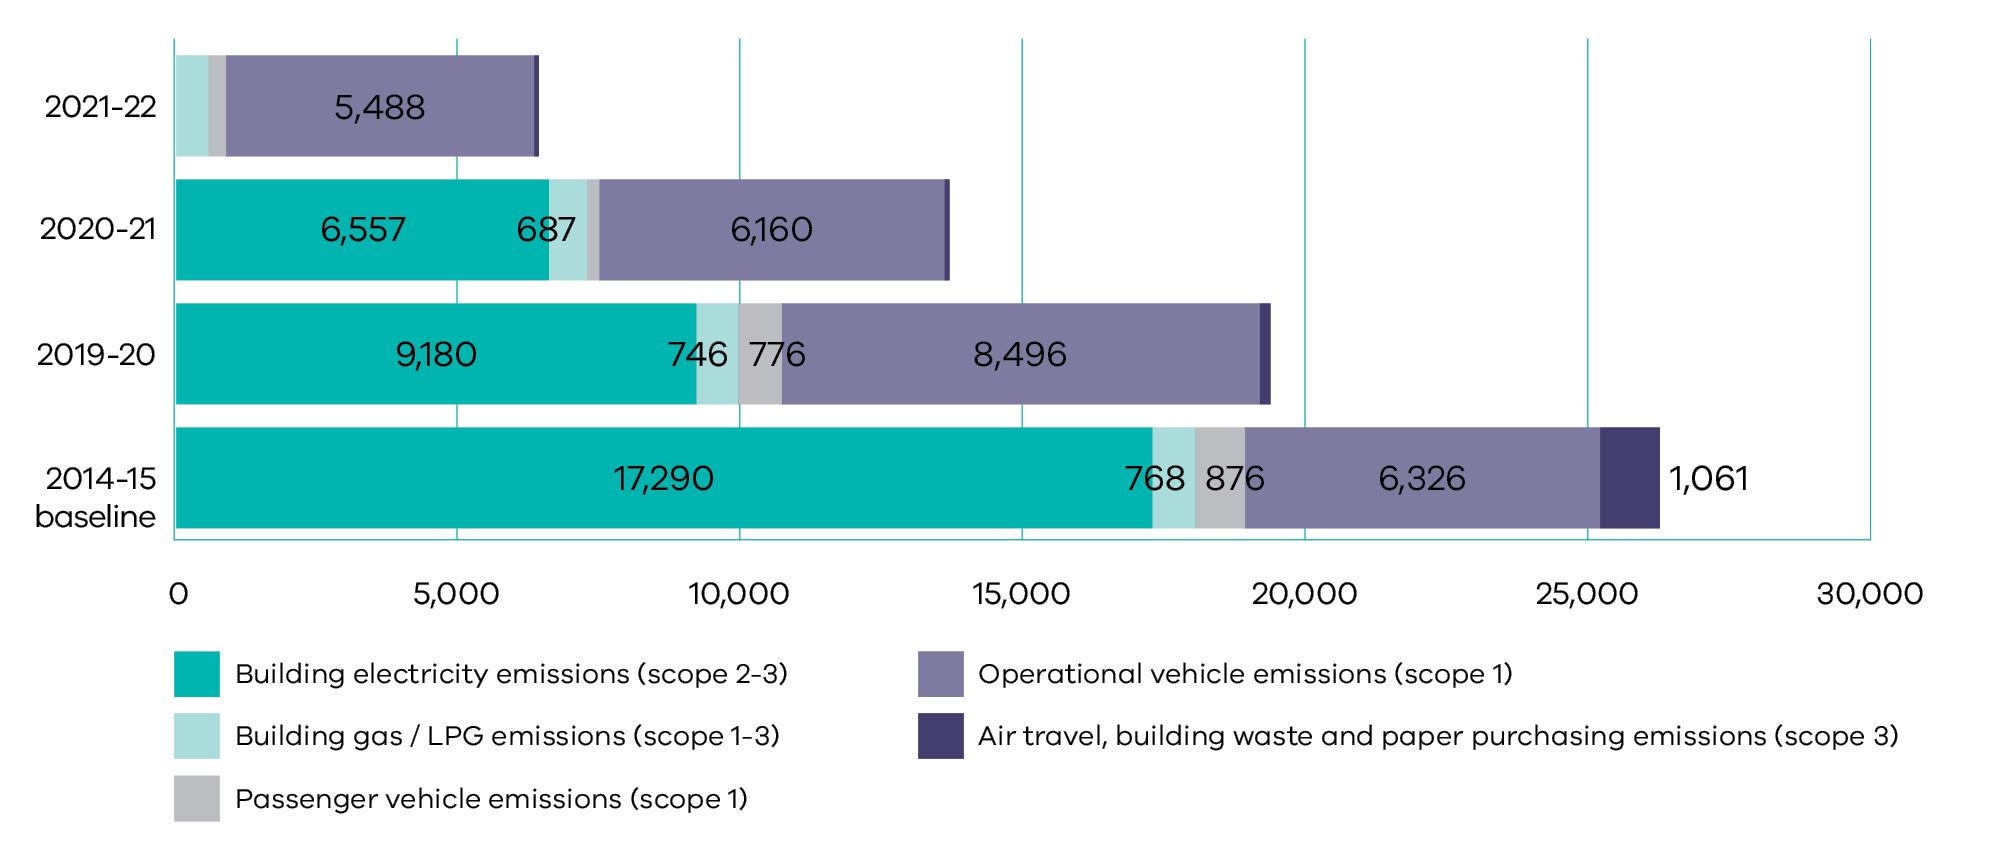 2021-22
5,488
2020-21
6,557 687 6,160
2019-20
9,180 746 776 8,496
2014-15
baseline
17,290 768 876 6,326 1,061
0 5,000 10,000 15,000 20,000 25,000 30,000
Building electricity emissions (scope 2-3)
Building gas / LPG emissions (scope 1-3)
Passenger vehicle emissions (scope 1)
Operational vehicle emissions (scope 1)
Air travel, building waste and paper purchasing emissions (scope 3)